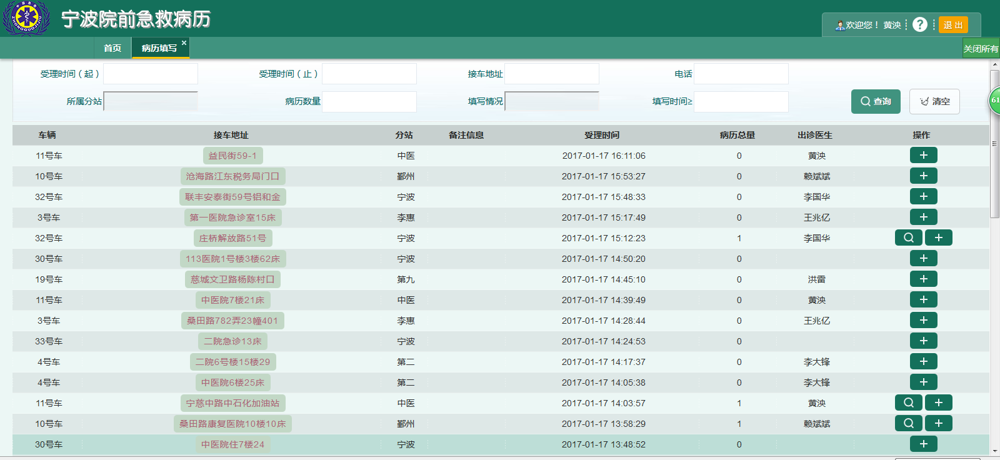 宁波院前急救病历
欢迎您！ 黄泱 ? 退 出
首页 病历填写 × 关闭所有
受理时间（起） 受理时间（止） 接车地址 电话
所属分站 病历数量 填写情况 填写时间≥ 查询 清空
61
车辆 接车地址 分站 备注信息 受理时间 病历总量 出诊医生 操作
11号车 益民街59-1 中医 2017-01-17 16:11:06 0 黄泱 +
10号车 沧海路江东税务局门口 鄞州 2017-01-17 15:53:27 0 赖斌斌 +
32号车 联丰安泰街59号铝和金 宁波 2017-01-17 15:48:33 0 李国华 +
3号车 第一医院急诊室15床 李惠 2017-01-17 15:17:49 0 王兆亿 +
32号车 庄桥解放路51号 宁波 2017-01-17 15:12:23 1 李国华 +
30号车 113医院1号楼3楼62床 宁波 2017-01-17 14:50:20 0 +
19号车 慈城文卫路杨陈村口 第九 2017-01-17 14:45:10 0 洪雷 +
11号车 中医院7楼21床 中医 2017-01-17 14:39:49 0 黄泱 +
3号车 桑田路782弄23幢401 李惠 2017-01-17 14:28:44 0 王兆亿 +
33号车 二院急诊13床 宁波 2017-01-17 14:24:53 0 +
4号车 二院6号楼15楼29 第二 2017-01-17 14:17:37 0 李大锋 +
4号车 中医院6楼25床 第二 2017-01-17 14:05:38 0 李大锋 +
11号车 宁慈中路中石化加油站 中医 2017-01-17 14:03:57 1 黄泱 +
10号车 桑田路康复医院10楼10床 鄞州 2017-01-17 13:58:29 1 赖斌斌 +
30号车 中医院住7楼24 宁波 2017-01-17 13:48:52 0 +